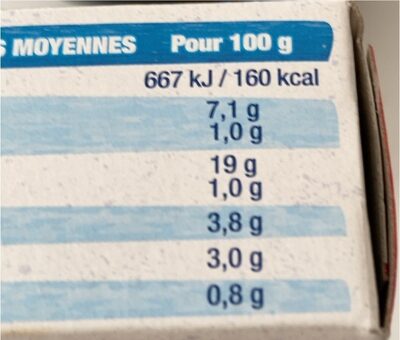 S MOYENNES Pour 100 g
667 kJ / 160 kcal
7,1 g
1,0 g
19 g
1,0 g
3,8 g
3,0 g
0,8 g